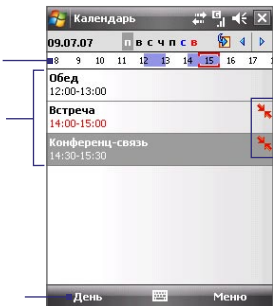 Календарь
09.07.07 п в с ч п с в
8 9 10 11 12 13 14 15 16 17
Обед
12:00-13:00
Встреча
14:00-15:00
Конференц-связь
14:30-15:30
День Меню